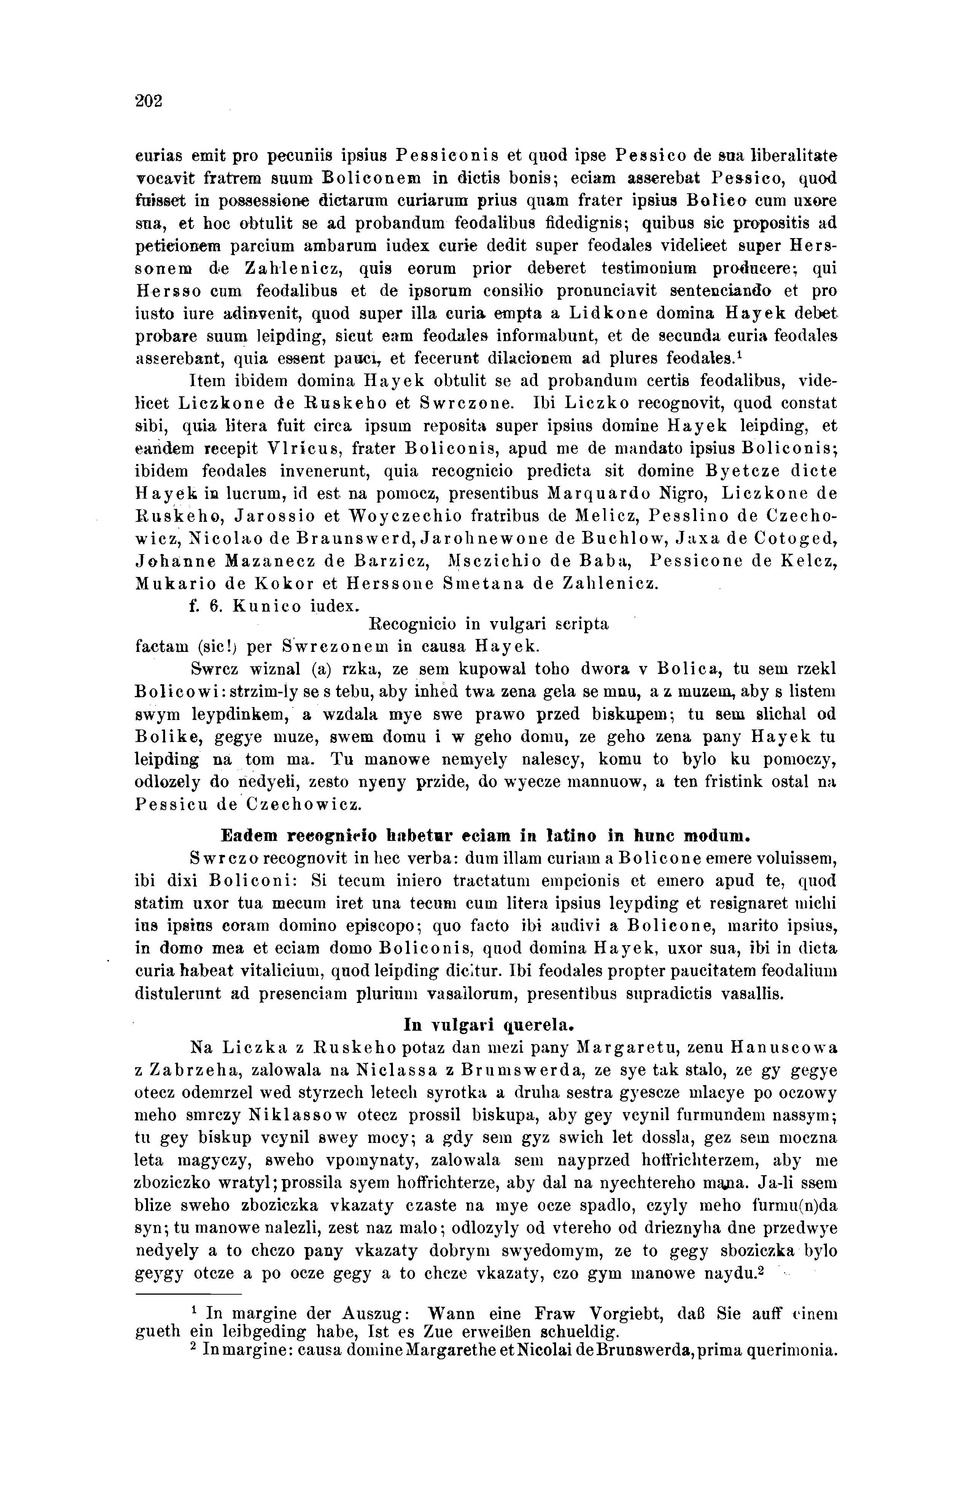 202
curias emit pro pecuniis ipsius Pessiconis et quod ipse Pessico de sua liberalitate
vocavit fratrem suum Boliconem in dictis bonis; eciam asserebat Pessico, quod
fuisset in possessione dictarum curiarum prius quam frater ipsius Bolico cum uxore
sua, et hoc obtulit se ad probandum feodalibus fidedignis; quibus sic propositis ad
peticionem parcium ambarum iudex curie dedit super feodales videlicet super Hers-
sonem de Zahlenicz, quis eorum prior deberet testimonium producere; qui
Hersso cum feodalibus et de ipsorum consilio pronunciavit sentenciando et pro
iusto iure adinvenit, quod super illa curia empta a Lidkone domina Hayek debet
probare suum leipding, sicut eam feodales informabunt, et de secunda curia feodales
asserebant, quia essent pauci, et fecerunt dilacionem ad plures feodales.¹
Item ibidem domina Hayek obtulit se ad probandum certis feodalibus, vide-
licet Liczkone de Ruskeho et Swrczone. Ibi Liczko recognovit, quod constat
sibi, quia litera fuit circa ipsum reposita super ipsius domine Hayek leipding, et
eandem recepit Vlricus, frater Boliconis, apud me de mandato ipsius Boliconis;
ibidem feodales invenerunt, quia recognicio predicta sit domine Byetcze dicte
Hayek in lucrum, id est na pomocz, presentibus Marquardo Nigro, Liczkone de
Ruskeho, Jarossio et Woyczechio fratribus de Melicz, Pesslino de Czecho-
wicz, Nicolao de Braunswerd, Jarohnewone de Buchlow, Jaxa de Cotoged,
Johanne Mazanecz de Barzicz, Msczichio de Baba, Pessicone de Kelcz,
Mukario de Kokor et Herssone Smetana de Zahlenicz.
f. 6. Kunico iudex.
Recognicio in vulgari scripta
factam (sic!) per Swrczonem in causa Hayek.
Swrcz wiznal (a) rzka, ze sem kupowal toho dwora v Bolica, tu sem rzekl
Bolicowi: strzim-ly se s tebu, aby inhed twa zena gela se mnu, a z muzem, aby s listem
swym leypdinkem, a wzdala mye swe prawo przed biskupem; tu sem slichal od
Bolike, gegye muze, swem domu i w geho domu, ze geho zena pany Hayek tu
leipding na tom ma. Tu manowe nemyely nalescy, komu to bylo ku pomoczy,
odlozely do nedyeli, zesto nyeny przide, do wyecze mannuow, a ten fristink ostal na
Pessicu de Czechowicz.
Eadem recognicio habetur eciam in latino in hunc modum.
Swrczo recognovit in hec verba: dum illam curiam a Bolicone emere voluissem,
ibi dixi Boliconi: Si tecum iniero tractatum empcionis et emero apud te, quod
statim uxor tua mecum iret una tecum cum litera ipsius leypding et resignaret michi
ius ipsius coram domino episcopo; quo facto ibi audivi a Bolicone, marito ipsius,
in domo mea et eciam domo Boliconis, quod domina Hayek, uxor sua, ibi in dicta
curia habeat vitalicium, quod leipding dicitur. Ibi feodales propter paucitatem feodalium
distulerunt ad presenciam plurium vasallorum, presentibus supradictis vasallis.
In vulgari querela.
Na Liczka z Ruskeho potaz dan mezi pany Margaretu, zenu Hanuscowa
z Zabrzeha, zalowala na Niclassa z Brumswerda, ze sye tak stalo, ze gy gegye
otecz odemrzel wed styrzech letech syrotka a druha sestra gyescze mlacye po oczowy
meho smrczy Niklassow otecz prossil biskupa, aby gey vcynil furmundem nassym;
tu gey biskup vcynil swey mocy; a gdy sem gyz swich let dossla, gez sem moczna
leta magyczy, sweho vpomynaty, zalowala sem nayprzed hoffrichterzem, aby me
zboziczko wratyl; prossila syem hoffrichterze, aby dal na nyechtereho mana. Ja-li ssem
blize sweho zboziczka vkazaty czaste na mye ocze spadlo, czyly meho furmu(n)da
syn; tu manowe nalezli, zest naz malo; odlozyly od vtereho od drieznyha dne przedwye
nedyely a to chczo pany vkazaty dobrym swyedomym, ze to gegy sboziczka bylo
geygy otcze a po ocze gegy a to chcze vkazaty, czo gym manowe naydu.²
¹ In margine der Auszug: Wann eine Fraw Vorgiebt, daß Sie auff einem
gueth ein leibgeding habe, Ist es Zue erweißen schueldig.
² In margine: causa domine Margarethe et Nicolai de Brunswerda, prima querimonia.